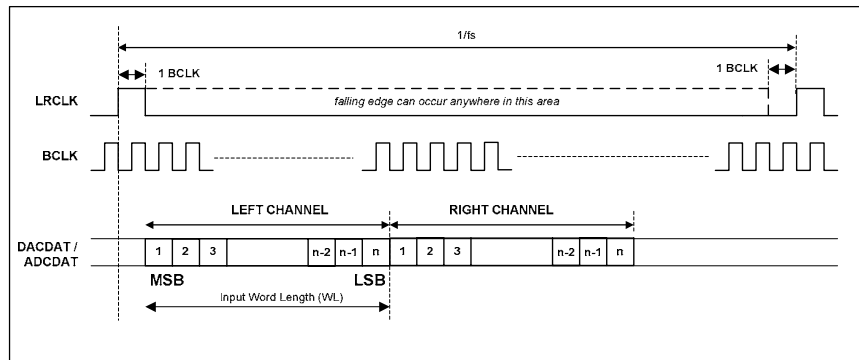 1/fs
1 BCLK
1 BCLK
LRCLK
falling edge can occur anywhere in this area
BCLK
LEFT CHANNEL
RIGHT CHANNEL
DACDAT /
ADCDAT
1 2 3 n-2 n-1 n 1 2 3 n-2 n-1 n
MSB
LSB
Input Word Length (WL)